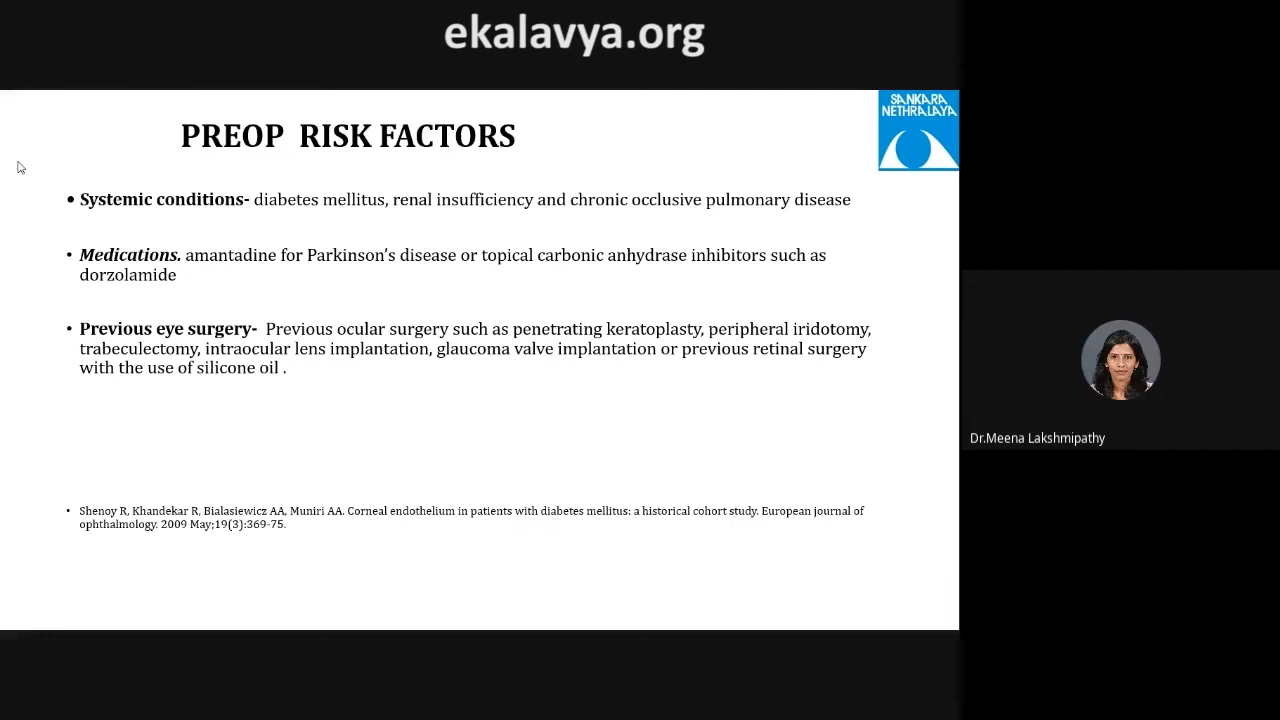 ekalavya.org
SANKARA
NETHRALAYA
PREOP RISK FACTORS
• Systemic conditions- diabetes mellitus, renal insufficiency and chronic occlusive pulmonary disease
• Medications. amantadine for Parkinson’s disease or topical carbonic anhydrase inhibitors such as
dorzolamide
• Previous eye surgery- Previous ocular surgery such as penetrating keratoplasty, peripheral iridotomy,
trabeculectomy, intraocular lens implantation, glaucoma valve implantation or previous retinal surgery
with the use of silicone oil .
• Shenoy R, Khandekar R, Bialasiewicz AA, Muniri AA. Corneal endothelium in patients with diabetes mellitus: a historical cohort study. European journal of
ophthalmology. 2009 May;19(3):369-75.
Dr.Meena Lakshmipathy